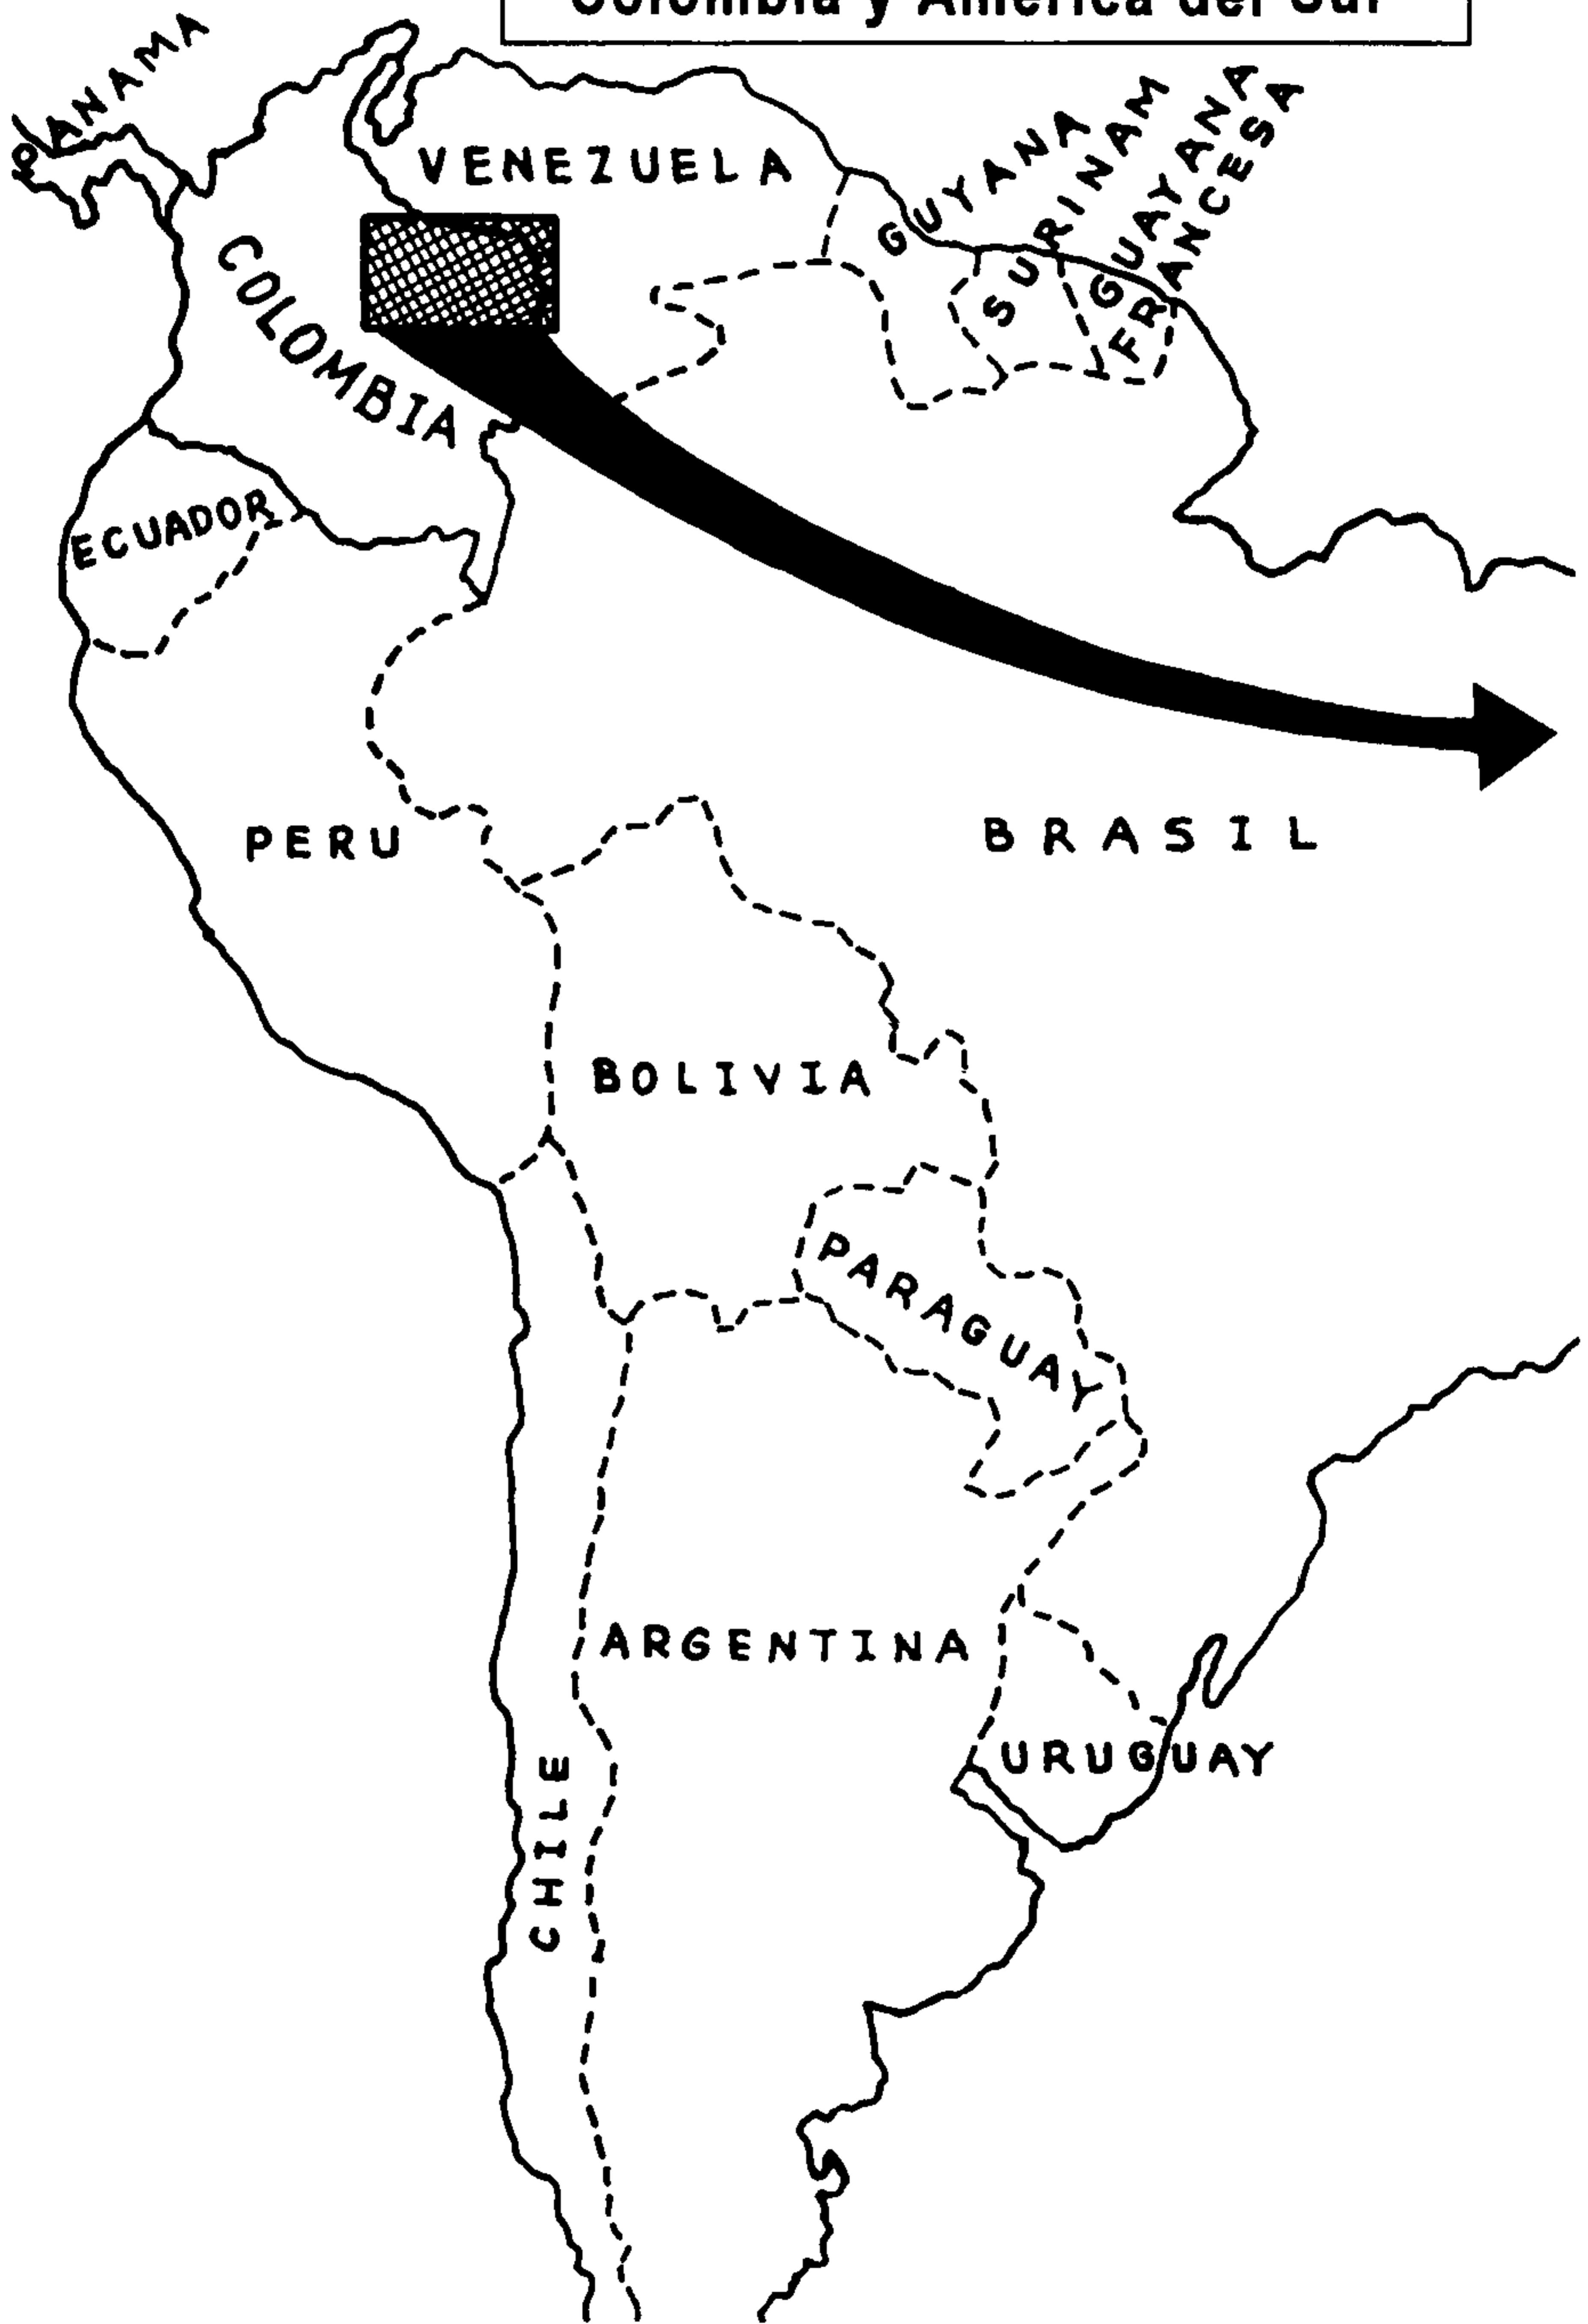 Colombia y América del Sur
PANAMA
VENEZUELA
GUYANA
SURINAM
GUAYANA
FRANCESA
COLOMBIA
ECUADOR
PERU
BRASIL
BOLIVIA
PARAGUAY
ARGENTINA
URUGUAY
CHILE